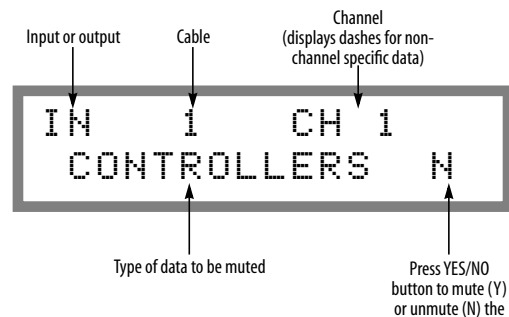 Input or output
Cable
Channel
(displays dashes for non-
channel specific data)
IN 1 CH 1
CONTROLLERS N
Type of data to be muted
Press YES/NO
button to mute (Y)
or unmute (N) the